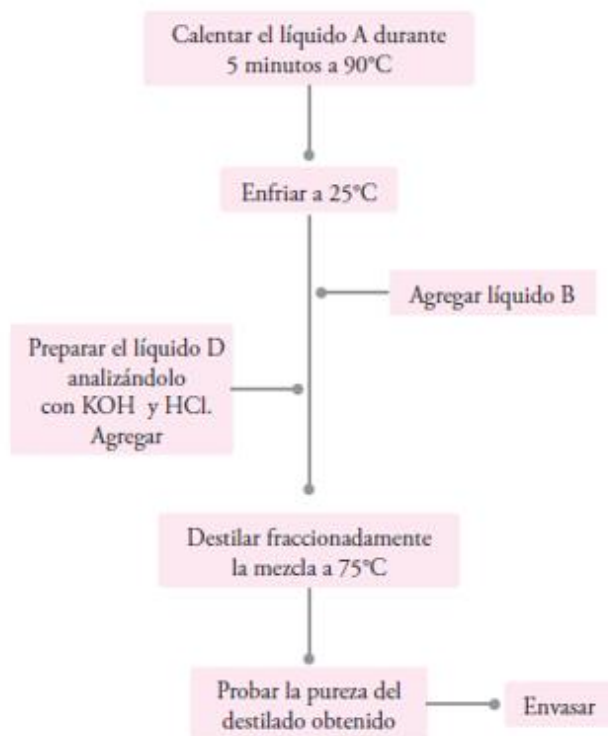 Calentar el líquido A durante
5 minutos a 90°C
Enfriar a 25°C
Agregar líquido B
Preparar el líquido D
analizándolo
con KOH y HCl.
Agregar
Destilar fraccionadamente
la mezcla a 75°C
Probar la pureza del
destilado obtenido
Envasar